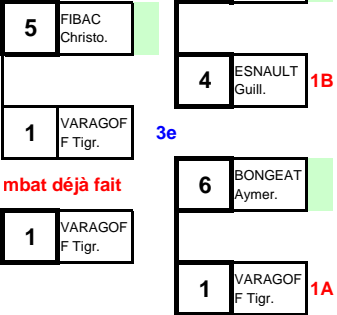 5 FIBAC
Christo.
4 ESNAULT
Guill.
1B
1 VARAGOF
F Tigr.
3e
mbat déjà fait
6 BONGEAT
Aymer.
1 VARAGOF
F Tigr.
1 VARAGOF
F Tigr.
1A